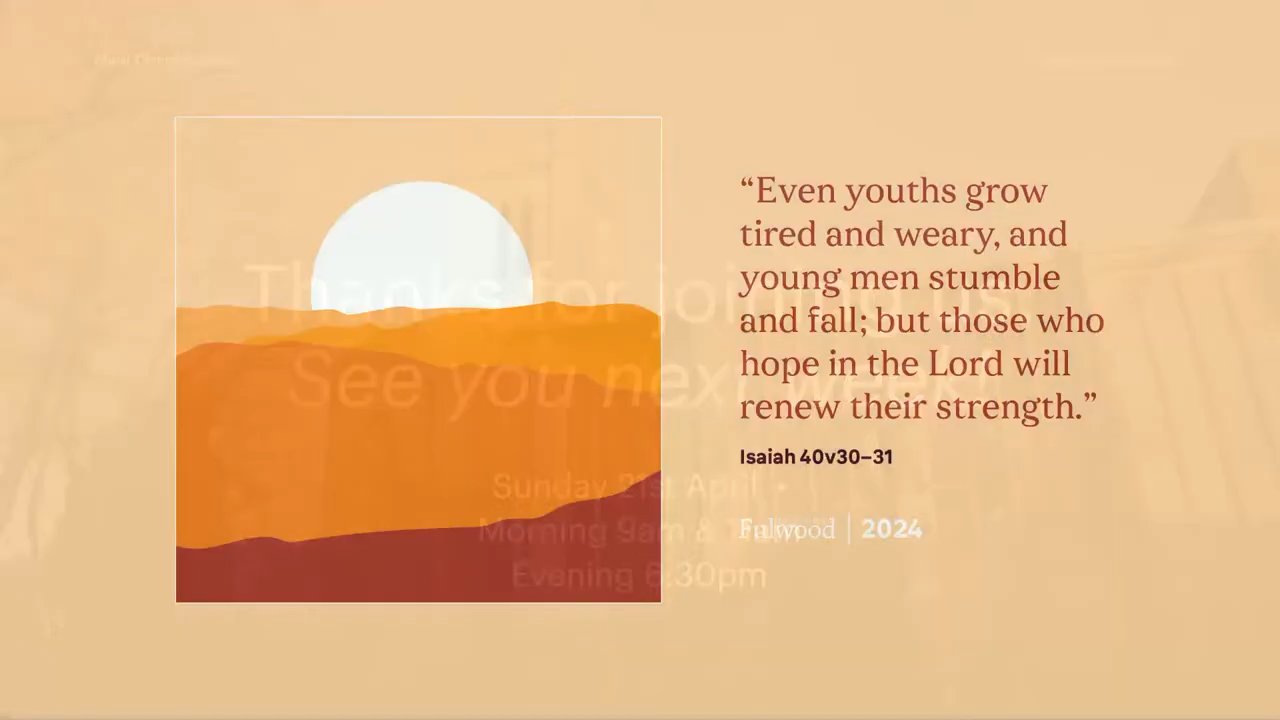 Thanks for joining us
See you next week!
Sunday 21st April •
Morning 9am &
Evening 6:30pm
“Even youths grow
tired and weary, and
young men stumble
and fall; but those who
hope in the Lord will
renew their strength.”
Isaiah 40v30–31
Fulwood | 2024